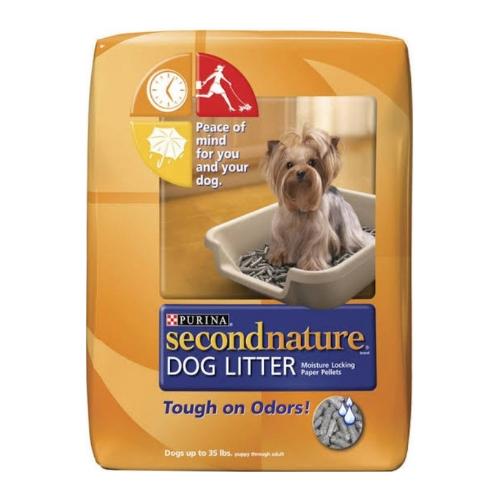 Peace of
mind
for you
and your
dog.
PURINA
secondnature®
brand
DOG LITTER
Moisture Locking
Paper Pellets
Tough on Odors!
Dogs up to 35 lbs. puppy through adult